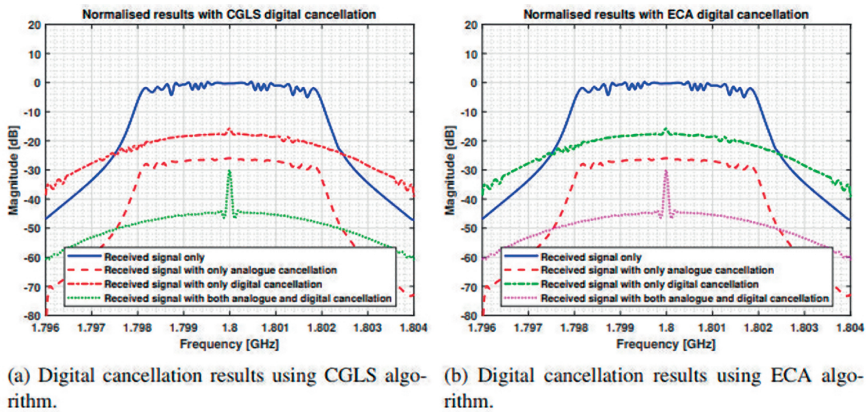 Normalised results with CGLS digital cancellation
20
10
0
-10
-20
-30
-40
-50
-60
-70
-80
Magnitude [dB]
Received signal only
Received signal with only analogue cancellation
Received signal with only digital cancellation
Received signal with both analogue and digital cancellation
1.796 1.797 1.798 1.799 1.8 1.801 1.802 1.803 1.804
Frequency [GHz]
(a) Digital cancellation results using CGLS algo-
rithm.
Normalised results with ECA digital cancellation
20
10
0
-10
-20
-30
-40
-50
-60
-70
-80
Magnitude [dB]
Received signal only
Received signal with only analogue cancellation
Received signal with only digital cancellation
Received signal with both analogue and digital cancellation
1.796 1.797 1.798 1.799 1.8 1.801 1.802 1.803 1.804
Frequency [GHz]
(b) Digital cancellation results using ECA algo-
rithm.